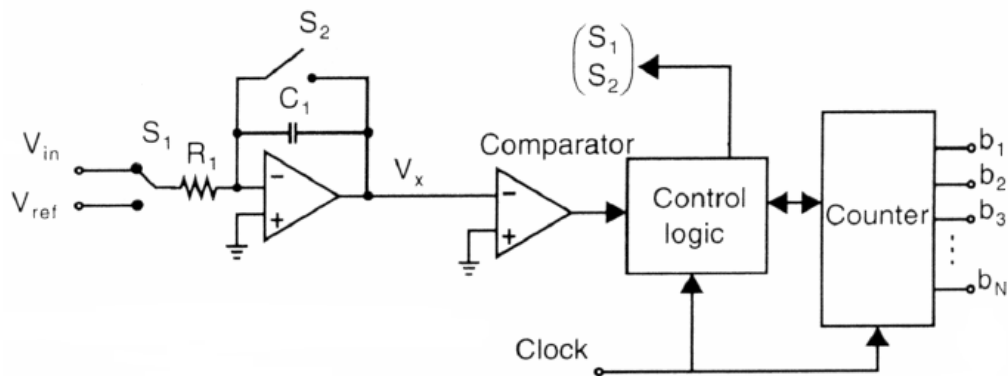 S2
(S1
S2)
C1
S1
Vin
R1
Comparator
b1
Vx
b2
Vref
−
−
Control
logic
Counter
b3
+
+
bN
Clock